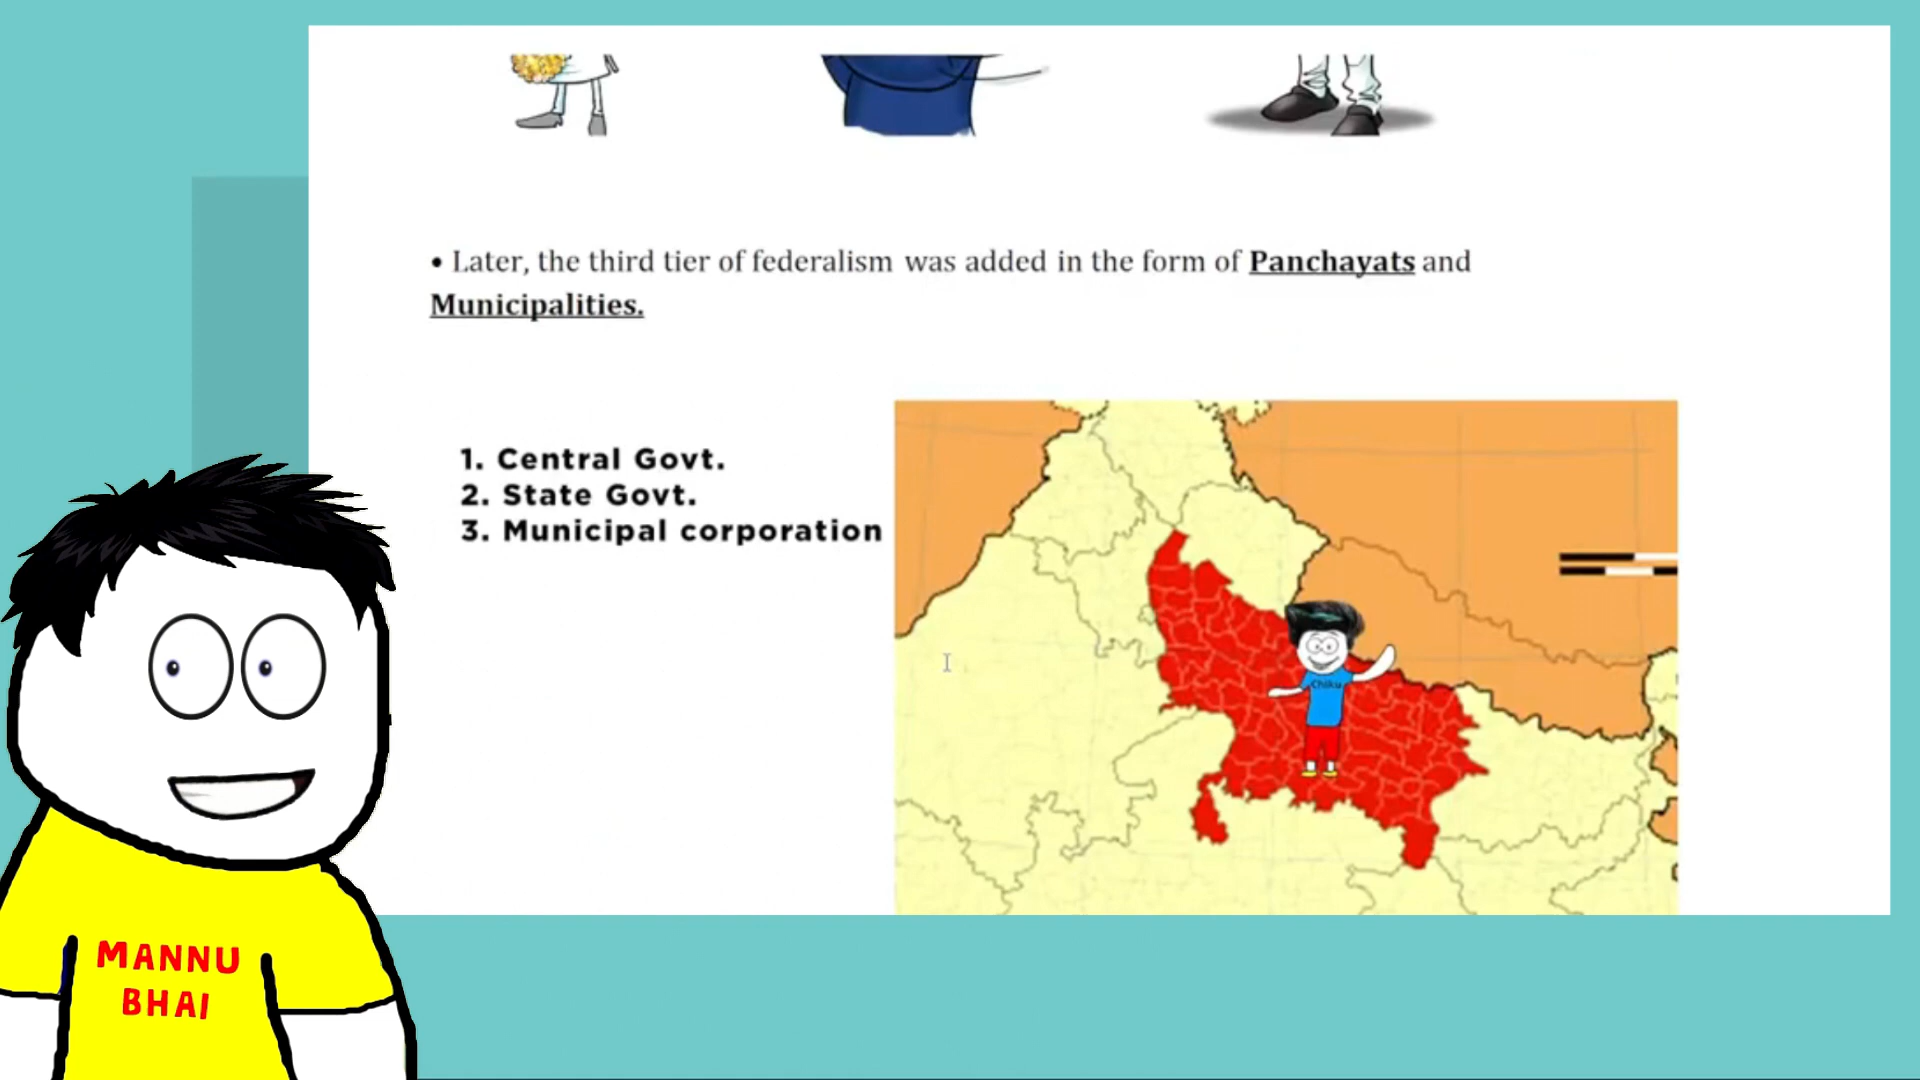 • Later, the third tier of federalism was added in the form of Panchayats and
Municipalities.
1. Central Govt.
2. State Govt.
3. Municipal corporation
Chiku
MANNU
BHAI